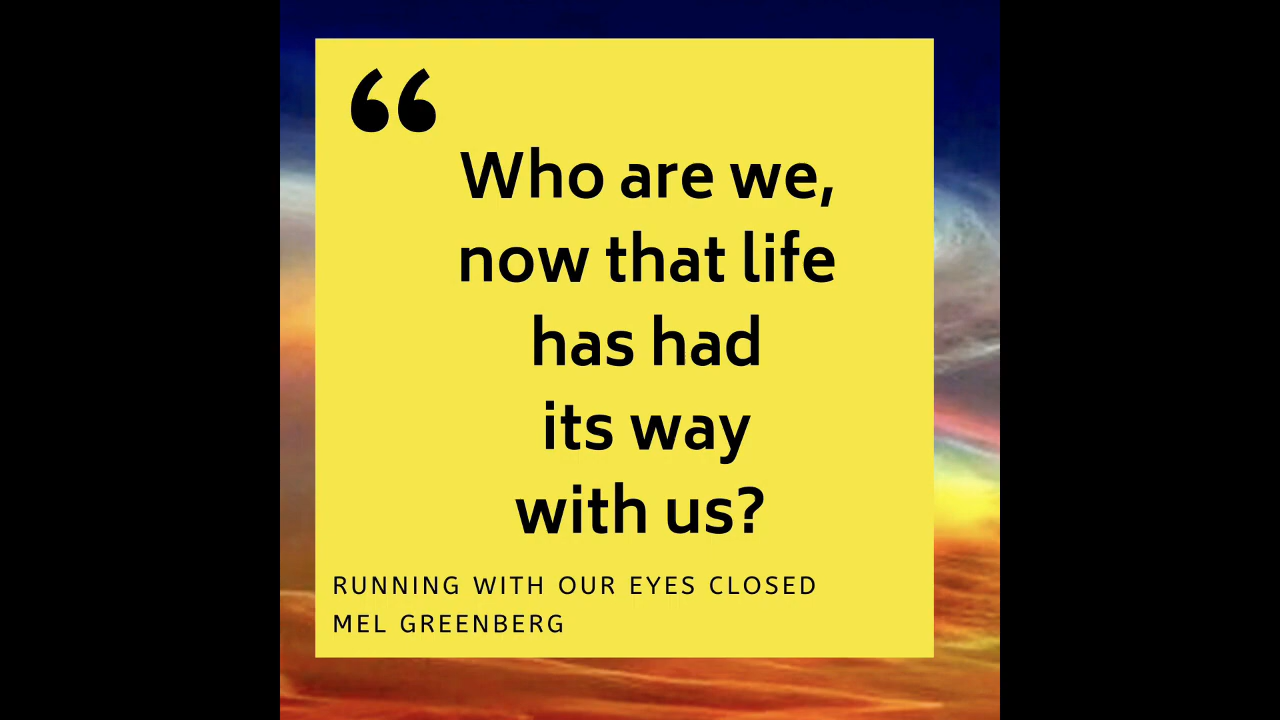 “
Who are we,
now that life
has had
its way
with us?
RUNNING WITH OUR EYES CLOSED
MEL GREENBERG